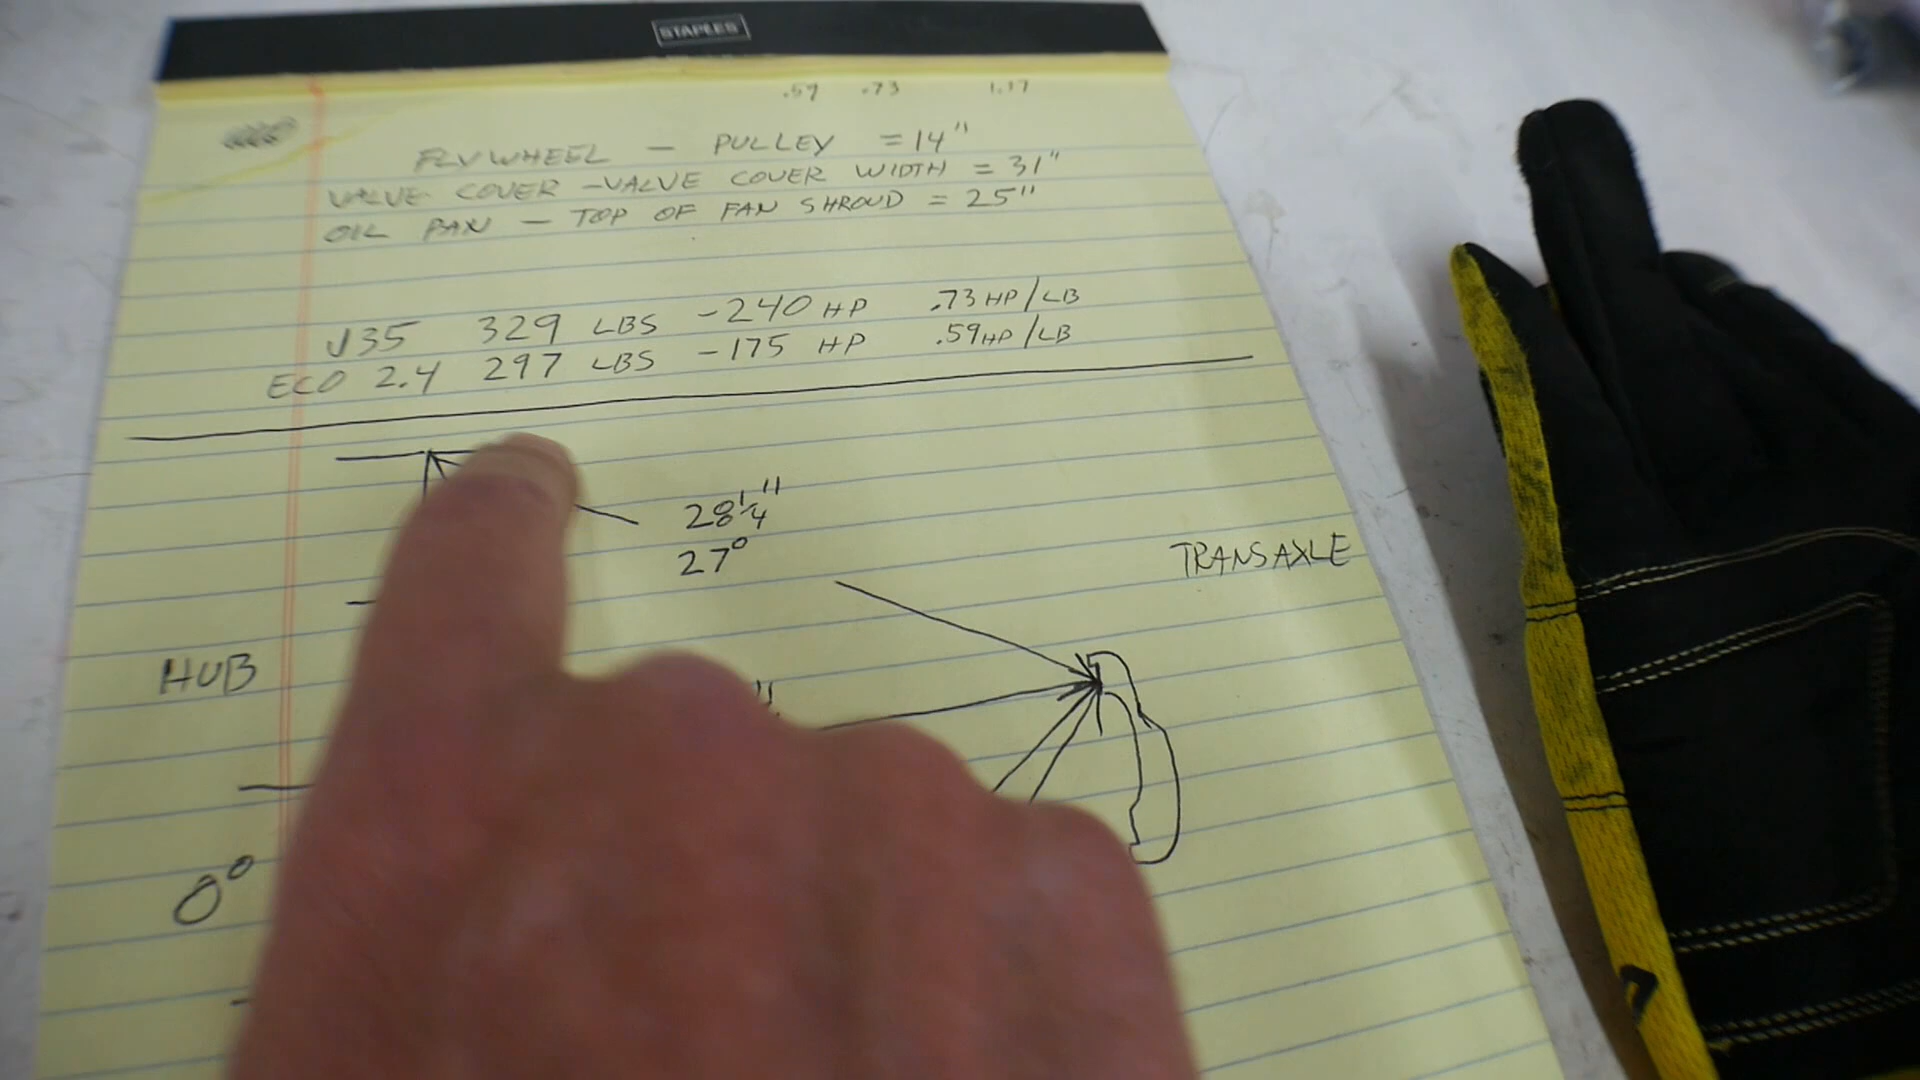 STAPLES
.59 .73 1.17
FLYWHEEL - PULLEY = 14"
VALVE COVER - VALVE COVER WIDTH = 31"
OIL PAN - TOP OF FAN SHROUD = 25"
J35 329 LBS - 240 HP .73 HP/LB
ECO 2.4 297 LBS - 175 HP .59 HP/LB
28 1/4"
27°
TRANSAXLE
HUB
0°